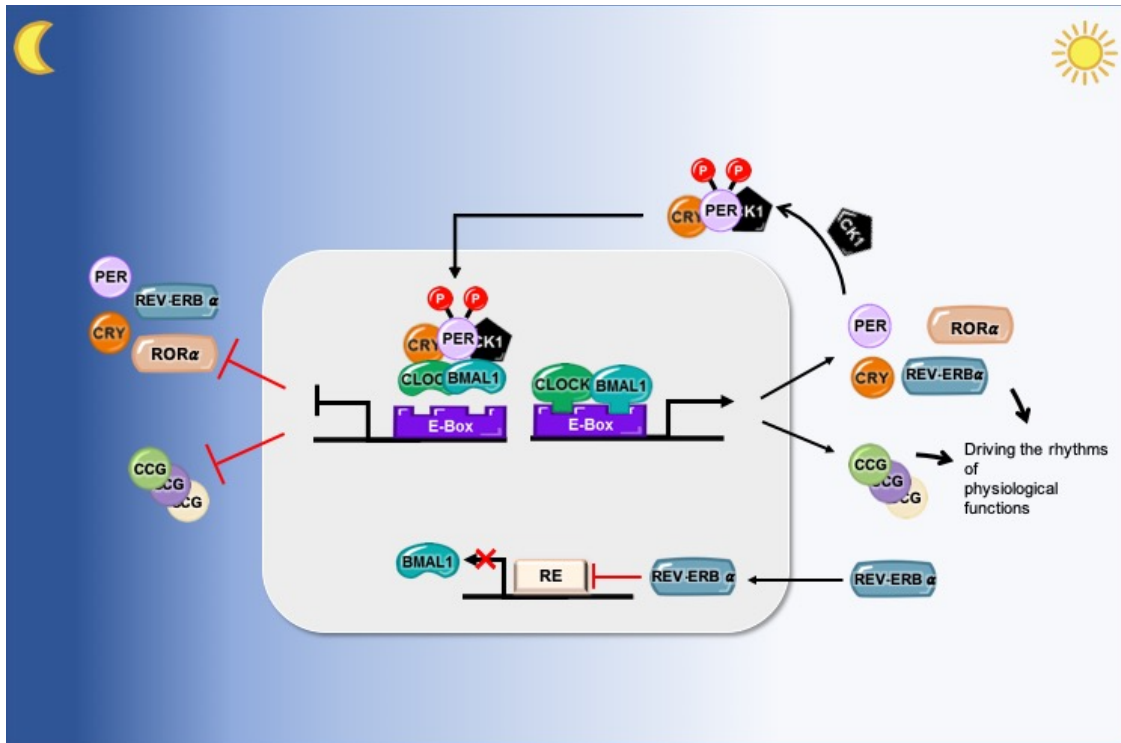 P P
CRY PER CK1
CK1
PER
REV-ERB α
CRY
RORα
P P
CRY PER CK1
CLOCK BMAL1
E-Box
CLOCK BMAL1
E-Box
PER
RORα
CRY
REV-ERBα
CCG
CCG
CCG
CCG
CCG
CCG
Driving the rhythms
of
physiological
functions
BMAL1
RE
REV-ERB α
REV-ERB α